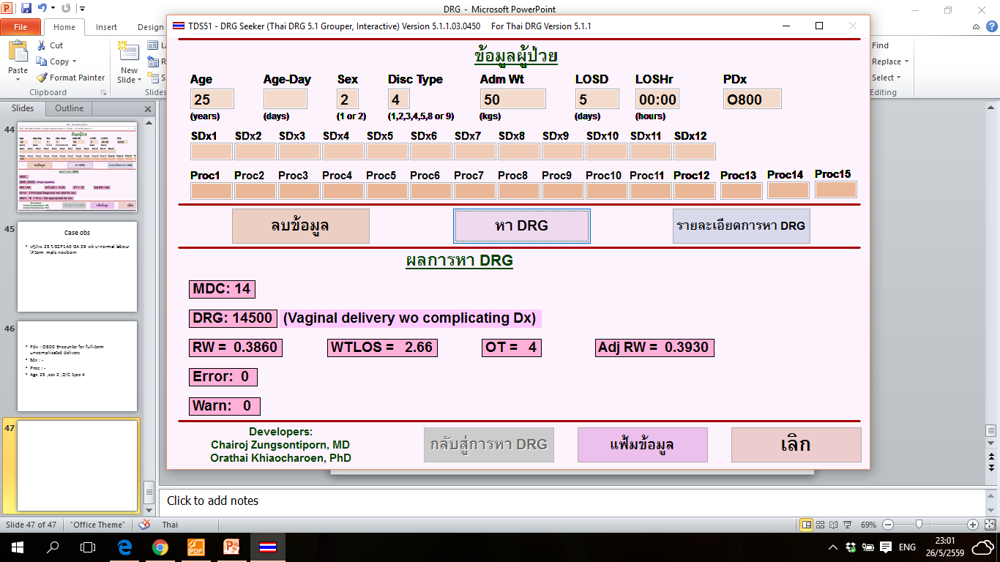 DRG - Microsoft PowerPoint
File Home Insert Design
Paste
Cut
Copy
Format Painter
Clipboard
New Slide
Slides
Find
Replace
Select
Editing
Slides Outline
44
45
Case obs
46
Pdx : O800 Encounter for full-term uncomplicated delivery
Sdx : -
Proc : -
Age 25 ,sex 2 ,D/C type 4
47
TDS51 - DRG Seeker (Thai DRG 5.1 Grouper, Interactive) Version 5.1.1.03.0450 For Thai DRG Version 5.1.1
ข้อมูลผู้ป่วย
Age Age-Day Sex Disc Type Adm Wt LOSD LOSHr PDx
25 2 4 50 5 00:00 O800
(years) (days) (1 or 2) (1,2,3,4,5,8 or 9) (kgs) (days) (hours)
SDx1 SDx2 SDx3 SDx4 SDx5 SDx6 SDx7 SDx8 SDx9 SDx10 SDx11 SDx12
Proc1 Proc2 Proc3 Proc4 Proc5 Proc6 Proc7 Proc8 Proc9 Proc10 Proc11 Proc12 Proc13 Proc14 Proc15
ลบข้อมูล หา DRG รายละเอียดการหา DRG
ผลการหา DRG
MDC: 14
DRG: 14500 (Vaginal delivery wo complicating Dx)
RW = 0.3860 WTLOS = 2.66 OT = 4 Adj RW = 0.3930
Error: 0
Warn: 0
Developers:
Chairoj Zungsontiporn, MD
Orathai Khiaocharoen, PhD
กลับสู่การหา DRG แฟ้มข้อมูล เลิก
Click to add notes
Slide 47 of 47 "Office Theme" Thai 69%
ENG 23:01
26/5/2559